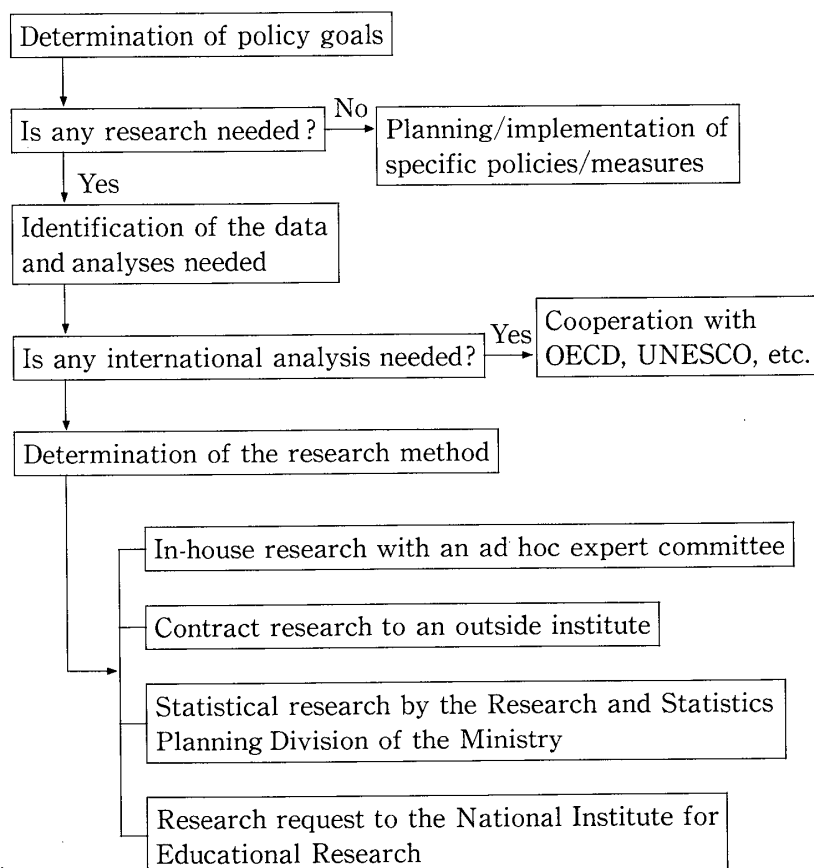 Determination of policy goals
Is any research needed?
No
Planning/implementation of
specific policies/measures
Yes
Identification of the data
and analyses needed
Is any international analysis needed?
Yes
Cooperation with
OECD, UNESCO, etc.
Determination of the research method
In-house research with an ad hoc expert committee
Contract research to an outside institute
Statistical research by the Research and Statistics
Planning Division of the Ministry
Research request to the National Institute for
Educational Research